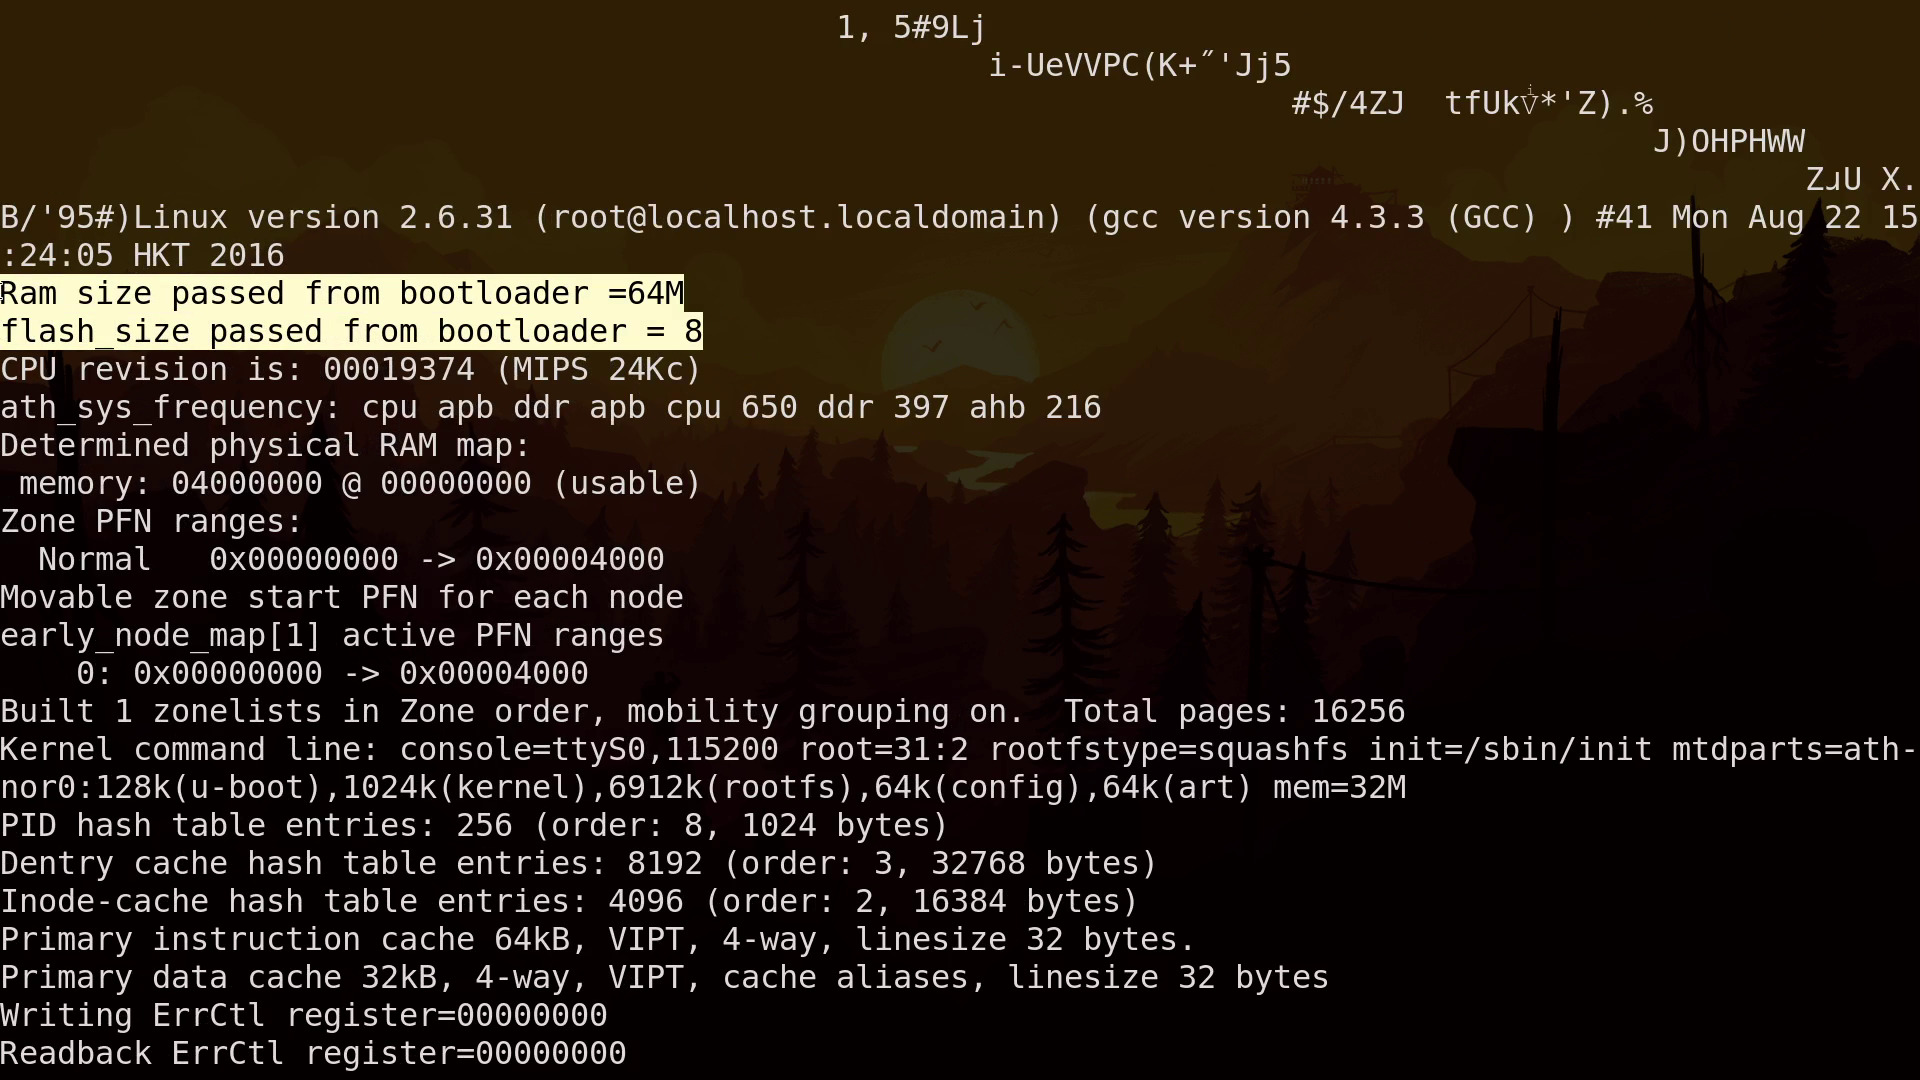 1, 5#9Lj
i-UeVVPC(K+˝'Jj5
#$/4ZJ  tfUk*'Z).%
J)OHPHWW
ZɹU X.
B/'95#)Linux version 2.6.31 (root@localhost.localdomain) (gcc version 4.3.3 (GCC) ) #41 Mon Aug 22 15
:24:05 HKT 2016
Ram size passed from bootloader =64M
flash_size passed from bootloader = 8
CPU revision is: 00019374 (MIPS 24Kc)
ath_sys_frequency: cpu apb ddr apb cpu 650 ddr 397 ahb 216
Determined physical RAM map:
 memory: 04000000 @ 00000000 (usable)
Zone PFN ranges:
  Normal   0x00000000 -> 0x00004000
Movable zone start PFN for each node
early_node_map[1] active PFN ranges
    0: 0x00000000 -> 0x00004000
Built 1 zonelists in Zone order, mobility grouping on.  Total pages: 16256
Kernel command line: console=ttyS0,115200 root=31:2 rootfstype=squashfs init=/sbin/init mtdparts=ath-
nor0:128k(u-boot),1024k(kernel),6912k(rootfs),64k(config),64k(art) mem=32M
PID hash table entries: 256 (order: 8, 1024 bytes)
Dentry cache hash table entries: 8192 (order: 3, 32768 bytes)
Inode-cache hash table entries: 4096 (order: 2, 16384 bytes)
Primary instruction cache 64kB, VIPT, 4-way, linesize 32 bytes.
Primary data cache 32kB, 4-way, VIPT, cache aliases, linesize 32 bytes
Writing ErrCtl register=00000000
Readback ErrCtl register=00000000